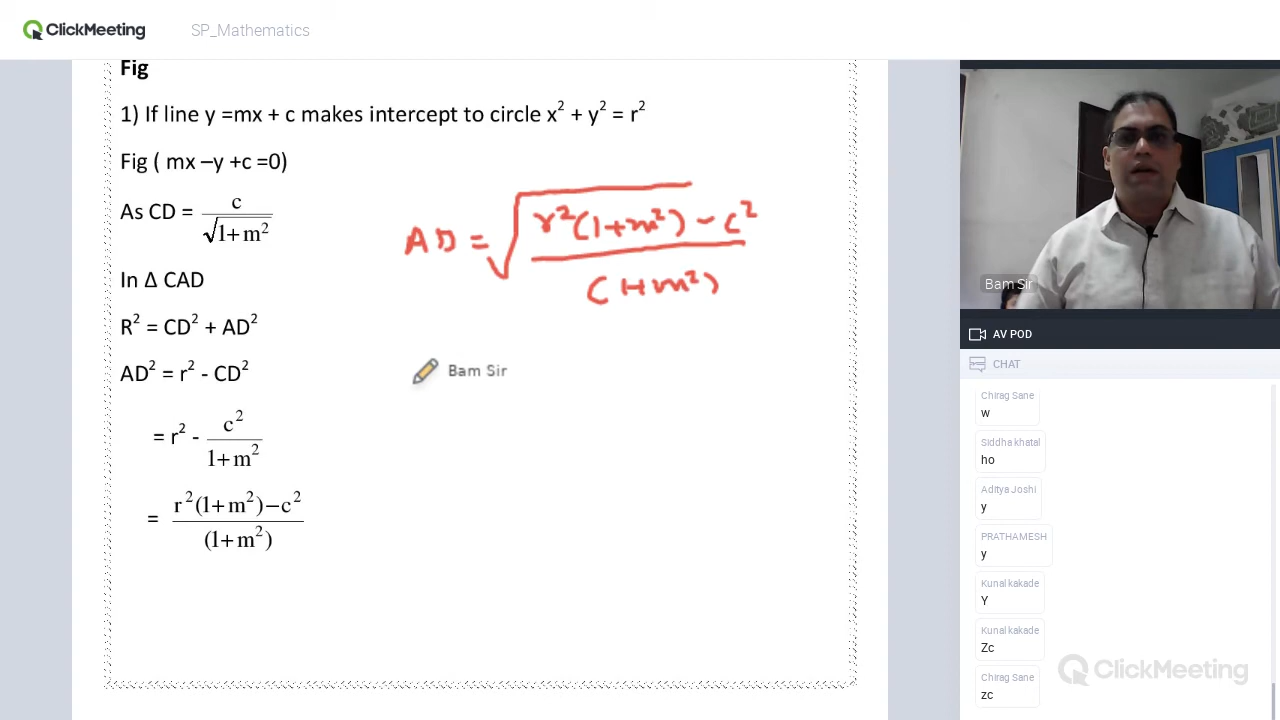 ClickMeeting
SP_Mathematics
Fig
1) If line y =mx + c makes intercept to circle x² + y² = r²
Fig ( mx –y +c =0)
As CD = c / √1+m²
In Δ CAD
R² = CD² + AD²
AD² = r² - CD²
= r² - c² / 1+m²
= r²(1+m²)−c² / (1+m²)
AD = √ r²(1+m²) - c² / (1+m²)
Bam Sir
Bam Sir
AV POD
CHAT
Chirag Sane
w
Siddha khatal
ho
Aditya Joshi
y
PRATHAMESH
y
Kunal kakade
Y
Kunal kakade
Zc
Chirag Sane
zc
ClickMeeting